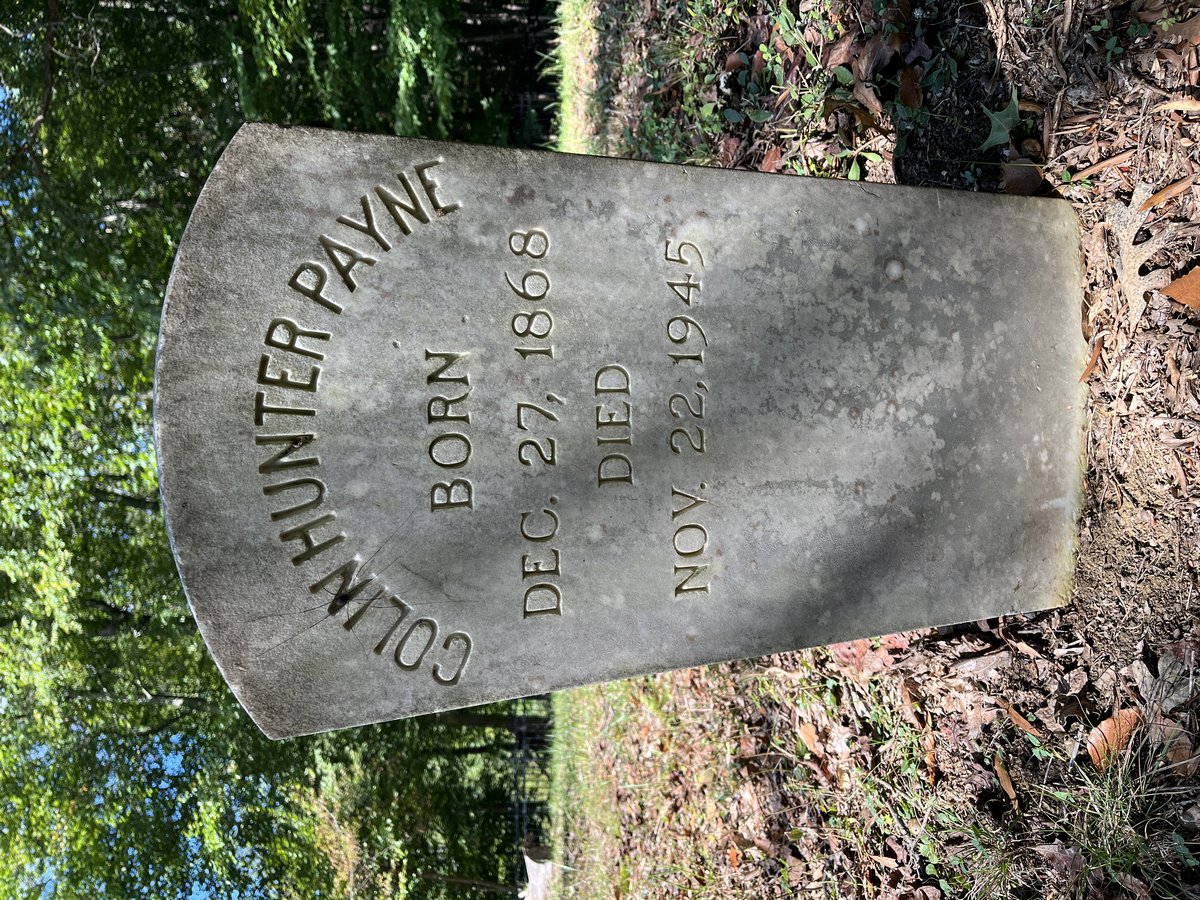 COLIN HUNTER PAYNE
BORN
DEC. 27, 1868
DIED
NOV. 22, 1945